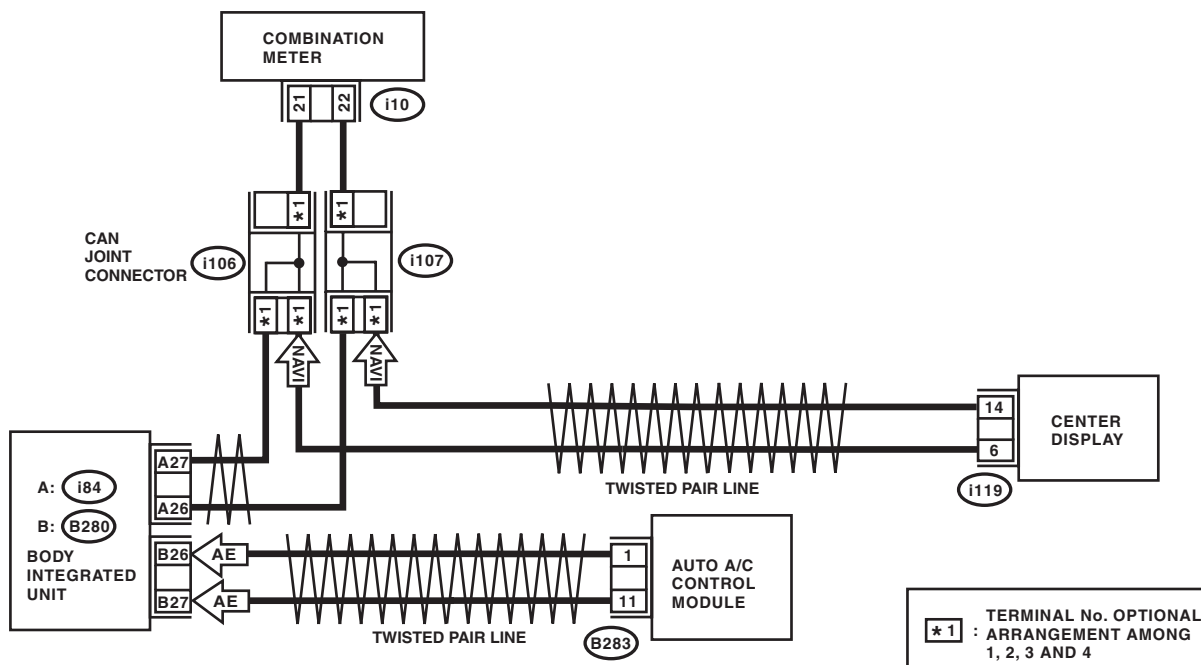 COMBINATION
METER
21
22
i10
*1
*1
CAN
JOINT
CONNECTOR
i106
i107
*1
*1
*1
*1
NAVI
NAVI
14
6
CENTER
DISPLAY
i119
TWISTED PAIR LINE
A: i84
B: B280
BODY
INTEGRATED
UNIT
A27
A26
B26
B27
AE
AE
1
11
AUTO A/C
CONTROL
MODULE
TWISTED PAIR LINE
B283
*1 : TERMINAL No. OPTIONAL
ARRANGEMENT AMONG
1, 2, 3 AND 4